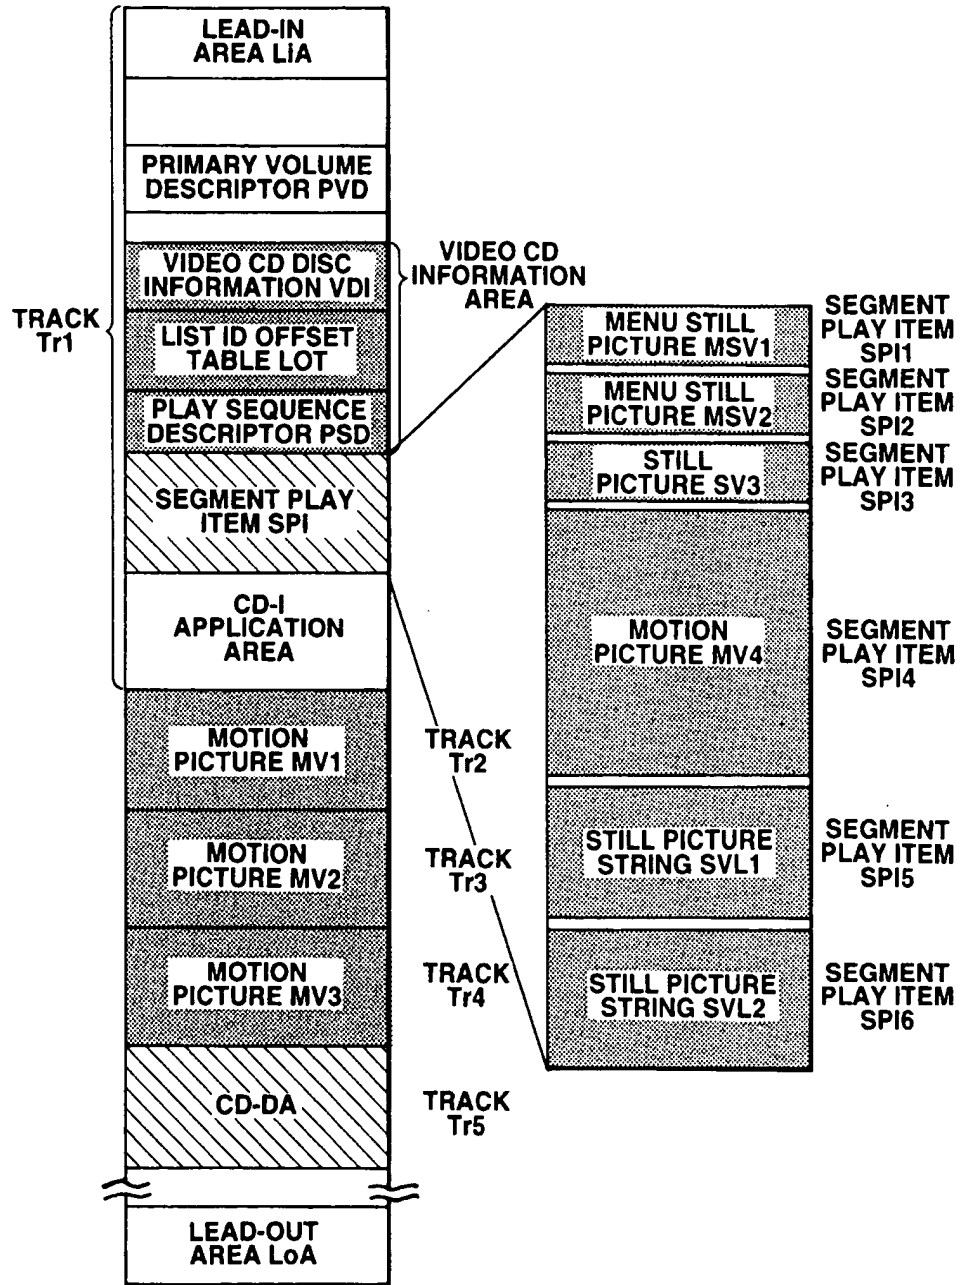 LEAD-IN
AREA LiA
PRIMARY VOLUME
DESCRIPTOR PVD
VIDEO CD DISC
INFORMATION VDI
LIST ID OFFSET
TABLE LOT
PLAY SEQUENCE
DESCRIPTOR PSD
SEGMENT PLAY
ITEM SPI
CD-I
APPLICATION
AREA
MOTION
PICTURE MV1
MOTION
PICTURE MV2
MOTION
PICTURE MV3
CD-DA
LEAD-OUT
AREA LoA
TRACK
Tr1
VIDEO CD
INFORMATION
AREA
TRACK
Tr2
TRACK
Tr3
TRACK
Tr4
TRACK
Tr5
MENU STILL
PICTURE MSV1
SEGMENT
PLAY ITEM
SPI1
MENU STILL
PICTURE MSV2
SEGMENT
PLAY ITEM
SPI2
STILL
PICTURE SV3
SEGMENT
PLAY ITEM
SPI3
MOTION
PICTURE MV4
SEGMENT
PLAY ITEM
SPI4
STILL PICTURE
STRING SVL1
SEGMENT
PLAY ITEM
SPI5
STILL PICTURE
STRING SVL2
SEGMENT
PLAY ITEM
SPI6